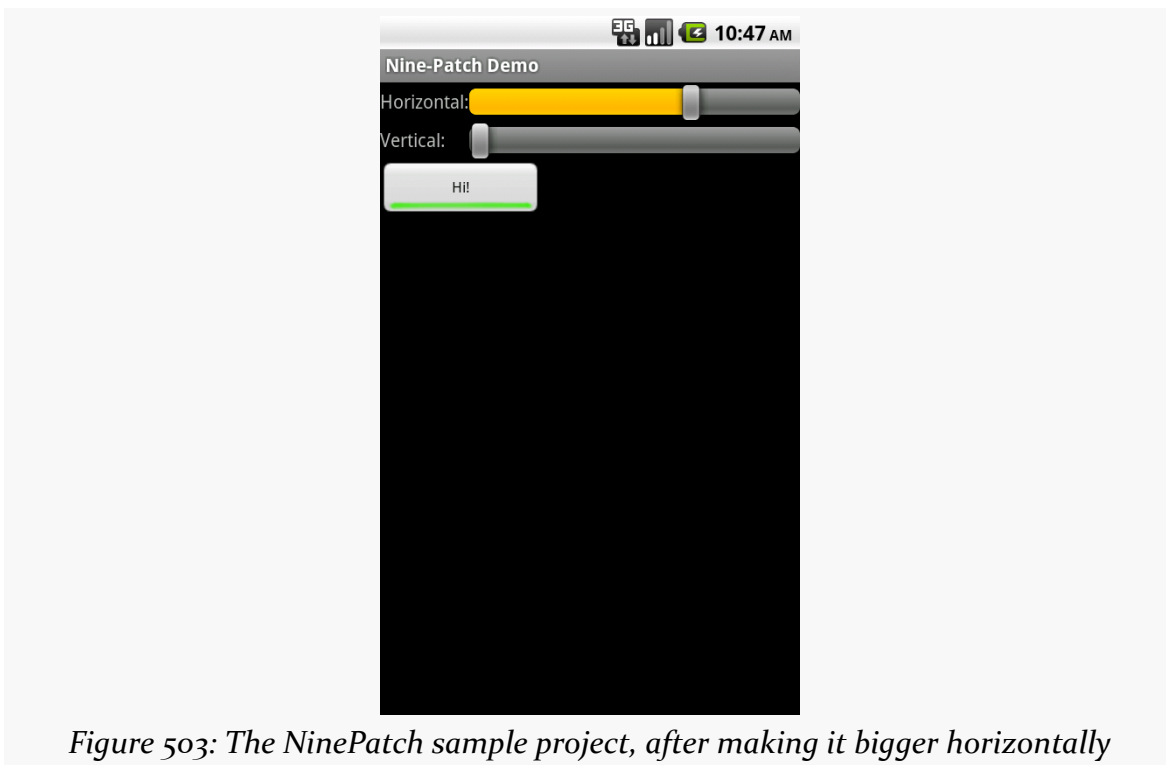 3G 10:47 AM
Nine-Patch Demo
Horizontal:
Vertical:
Hi!
Figure 503: The NinePatch sample project, after making it bigger horizontally